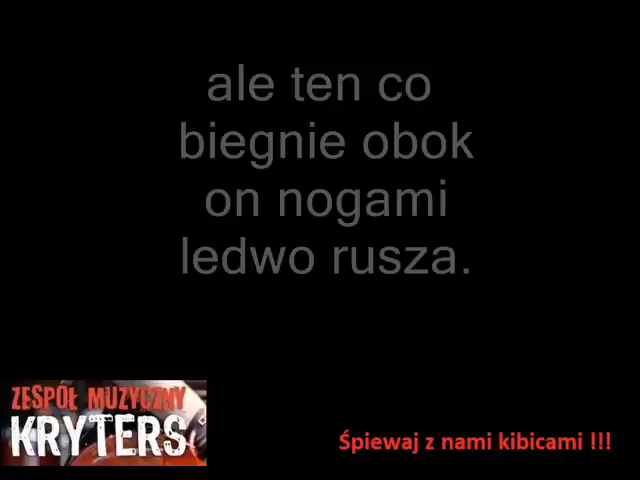 ale ten co
biegnie obok
on nogami
ledwo rusza.
ZESPÓŁ MUZYCZNY
KRYTERS
Śpiewaj z nami kibicami !!!